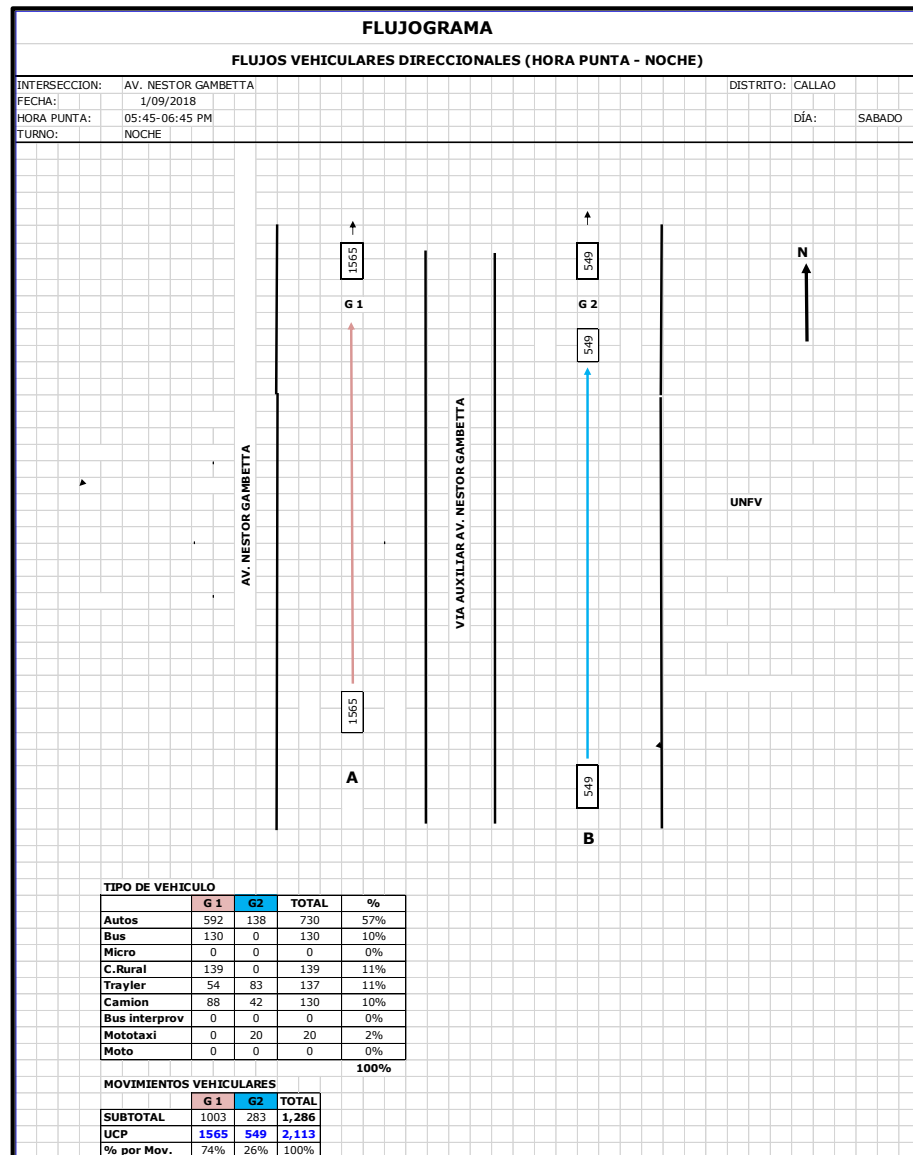 FLUJOGRAMA
FLUJOS VEHICULARES DIRECCIONALES (HORA PUNTA - NOCHE)
INTERSECCION: AV. NESTOR GAMBETTA DISTRITO: CALLAO
FECHA: 1/09/2018
HORA PUNTA: 05:45-06:45 PM DÍA: SABADO
TURNO: NOCHE
1565 549
N
G 1 G 2
549
AV. NESTOR GAMBETTA
VIA AUXILIAR AV. NESTOR GAMBETTA
UNFV
1565
A
549
B
TIPO DE VEHICULO
G 1 G2 TOTAL %
Autos 592 138 730 57%
Bus 130 0 130 10%
Micro 0 0 0 0%
C.Rural 139 0 139 11%
Trayler 54 83 137 11%
Camion 88 42 130 10%
Bus interprov 0 0 0 0%
Mototaxi 0 20 20 2%
Moto 0 0 0 0%
100%
MOVIMIENTOS VEHICULARES
G 1 G2 TOTAL
SUBTOTAL 1003 283 1,286
UCP 1565 549 2,113
% por Mov. 74% 26% 100%